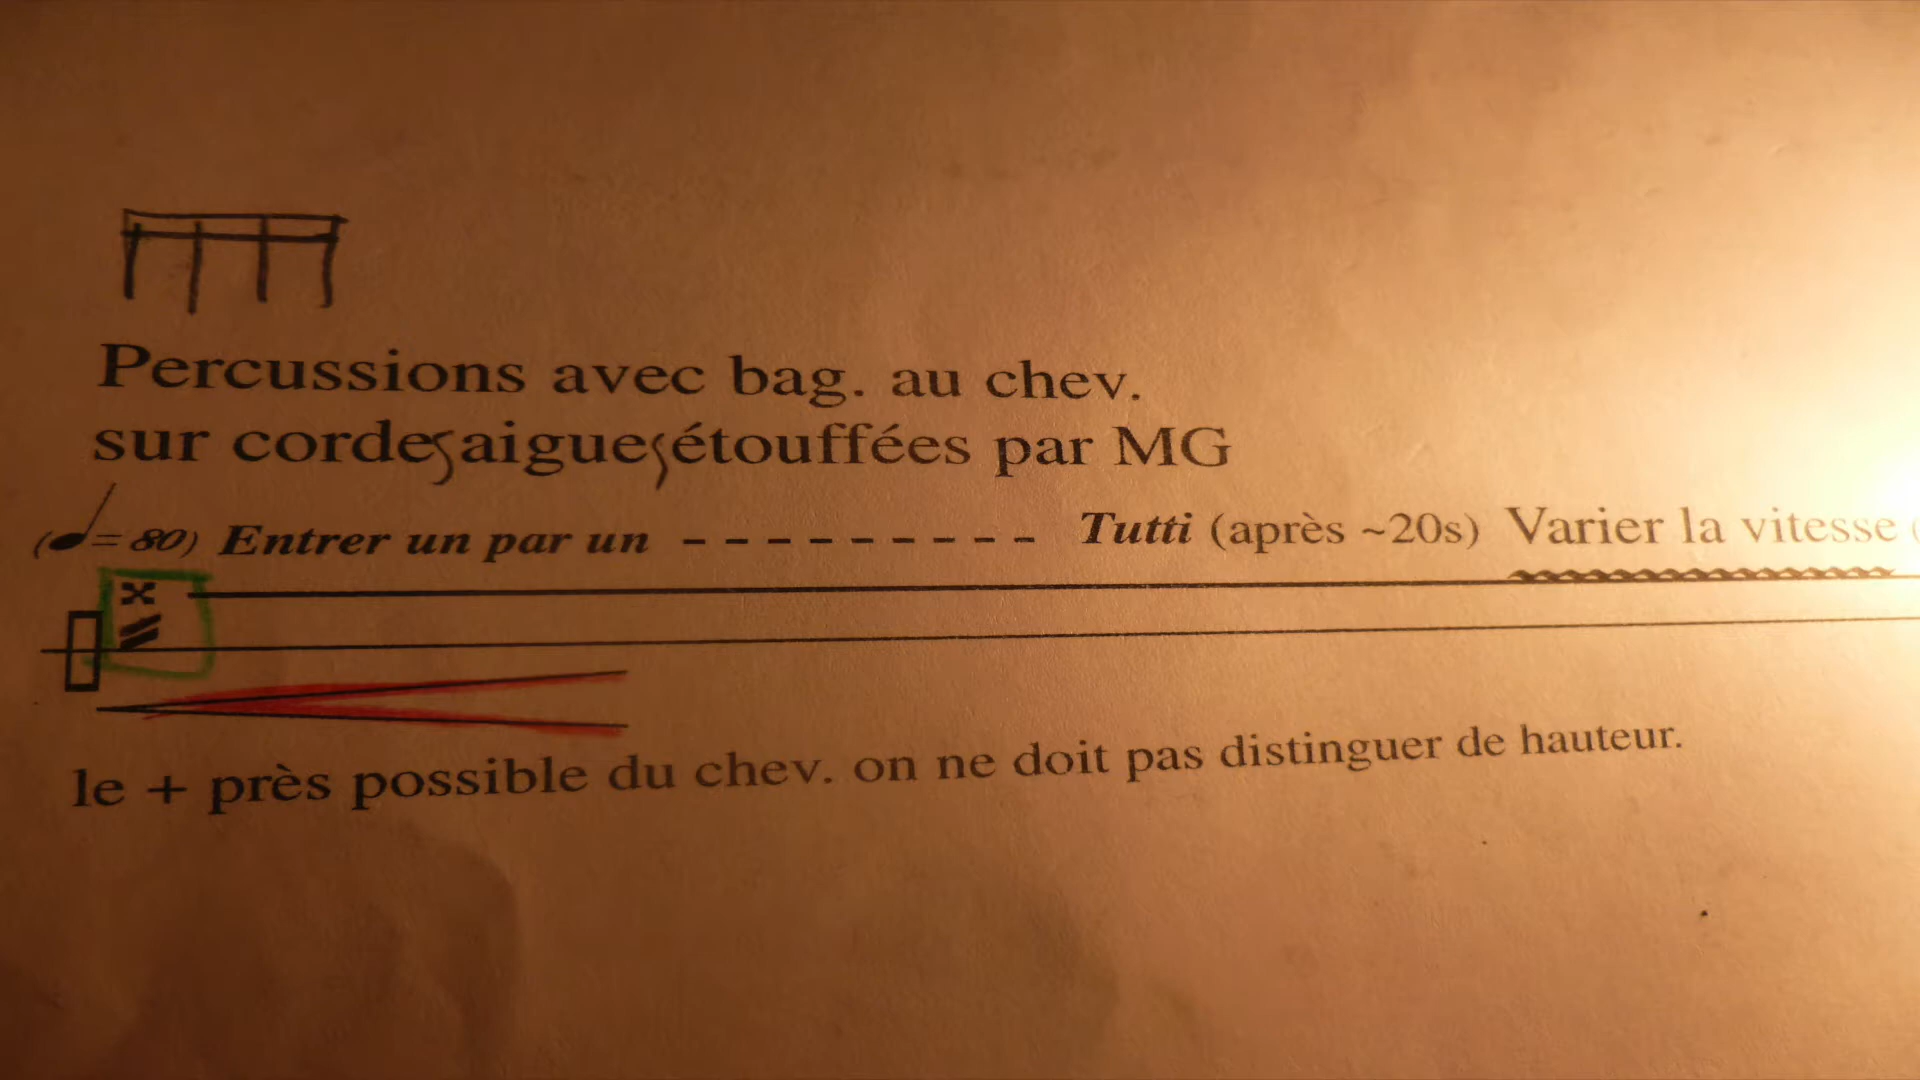 Percussions avec bag. au chev.
sur cordes aigues étouffées par MG
(♩= 80) Entrer un par un - - - - - - - - - - Tutti (après ~20s) Varier la vitesse (
le + près possible du chev. on ne doit pas distinguer de hauteur.